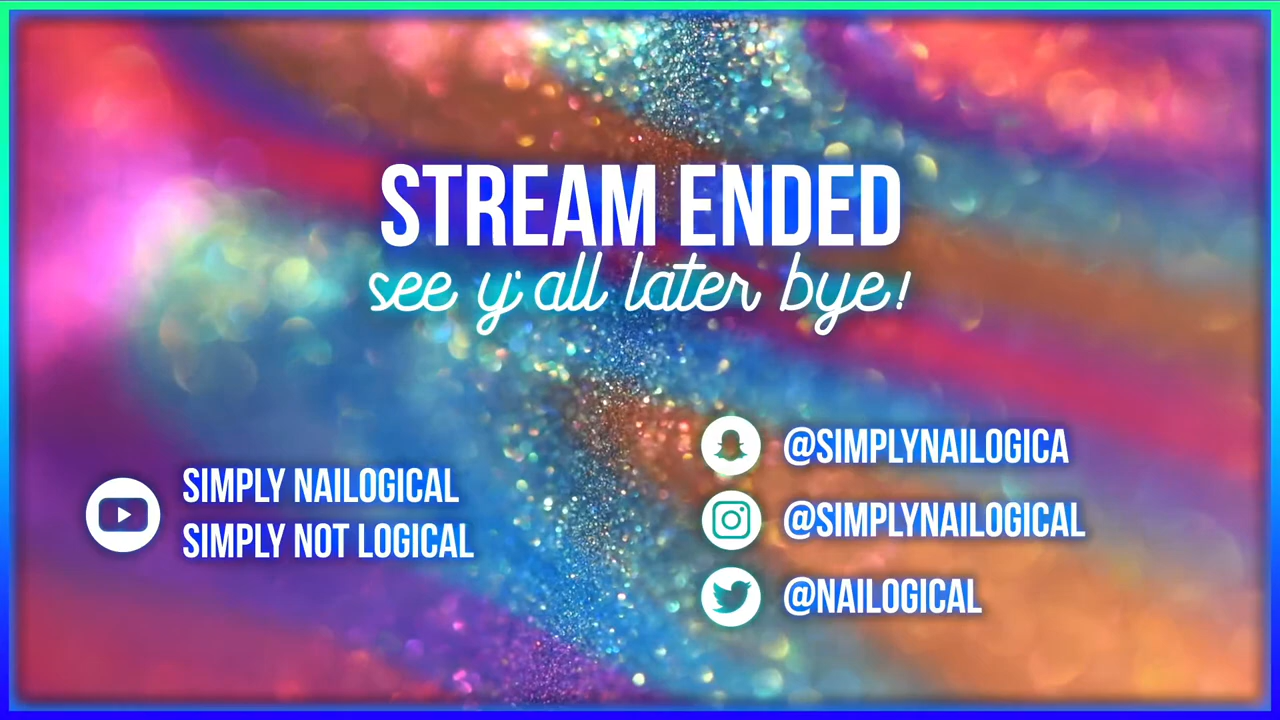 STREAM ENDED
see y'all later bye!
SIMPLY NAILOGICAL
SIMPLY NOT LOGICAL
@SIMPLYNAILOGICA
@SIMPLYNAILOGICAL
@NAILOGICAL